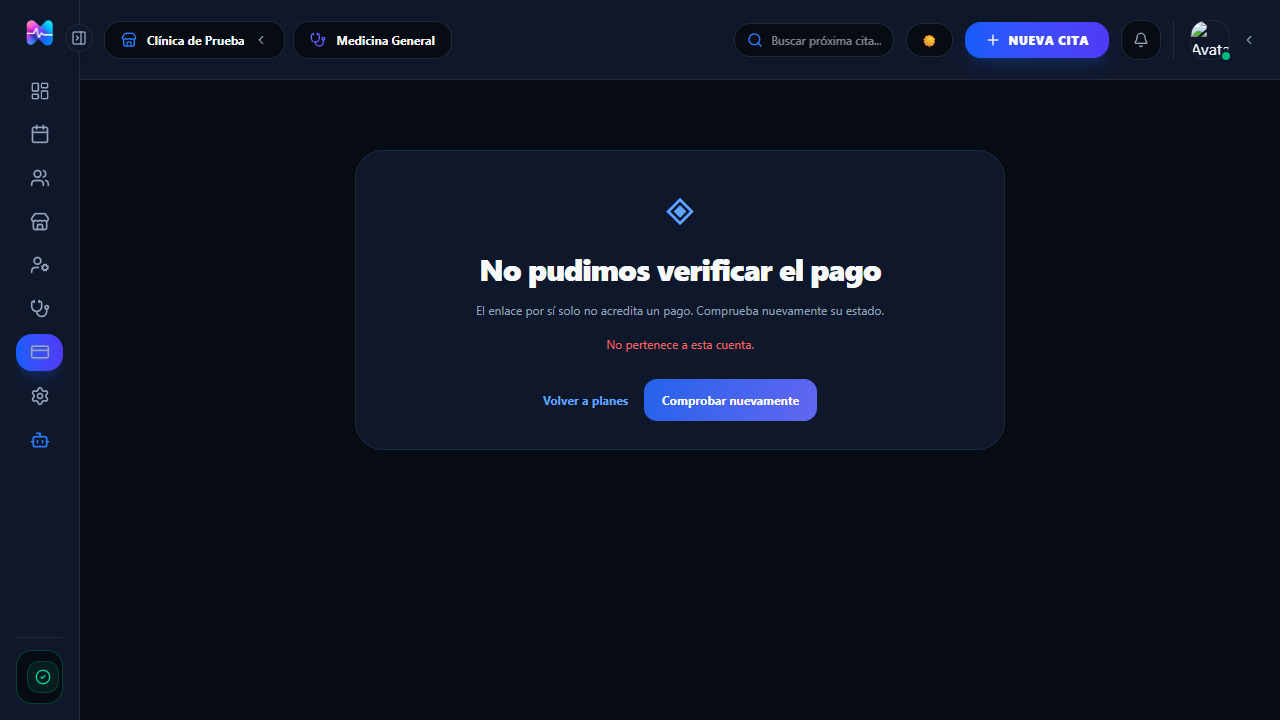 Clínica de Prueba
Medicina General
Buscar próxima cita...
NUEVA CITA
Avata
No pudimos verificar el pago
El enlace por sí solo no acredita un pago. Comprueba nuevamente su estado.
No pertenece a esta cuenta.
Volver a planes
Comprobar nuevamente